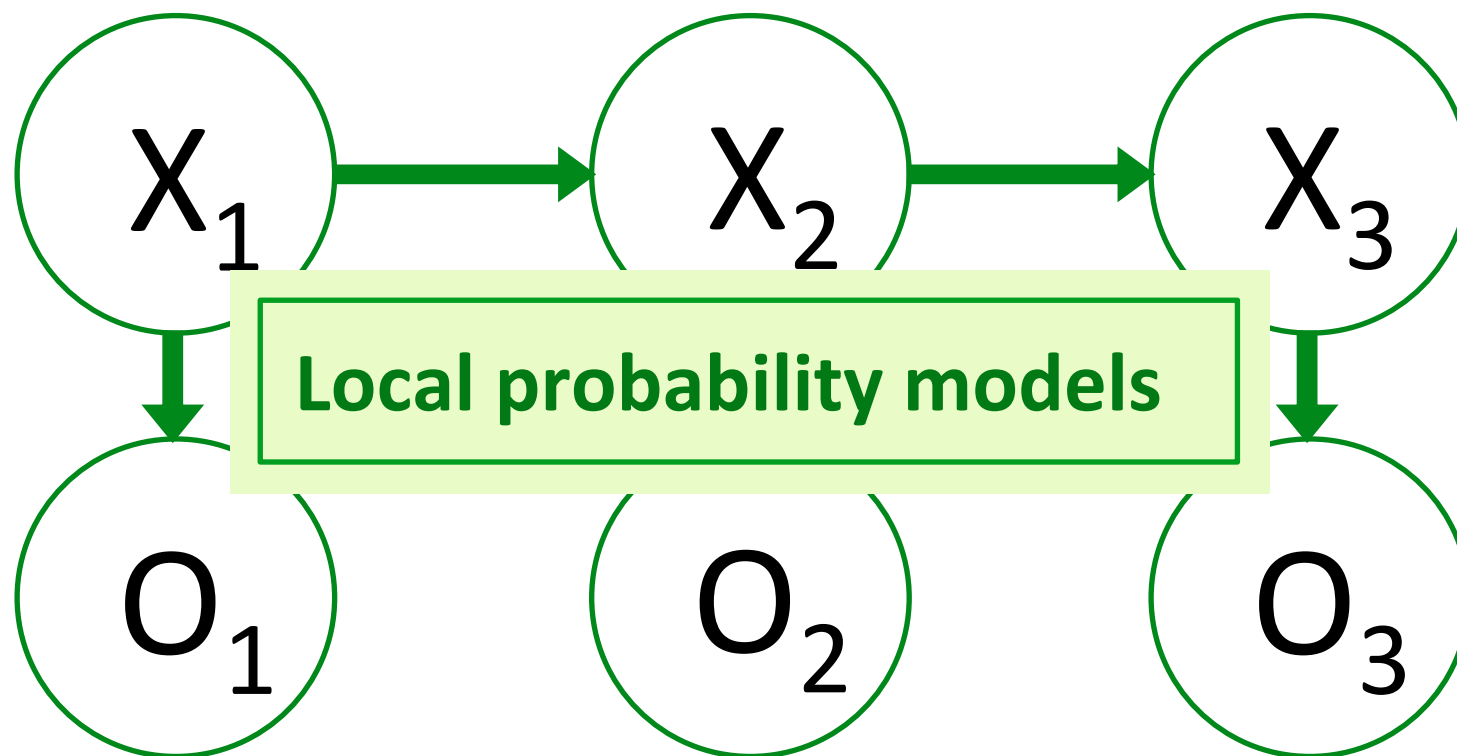 X₁ X₂ X₃
Local probability models
O₁ O₂ O₃